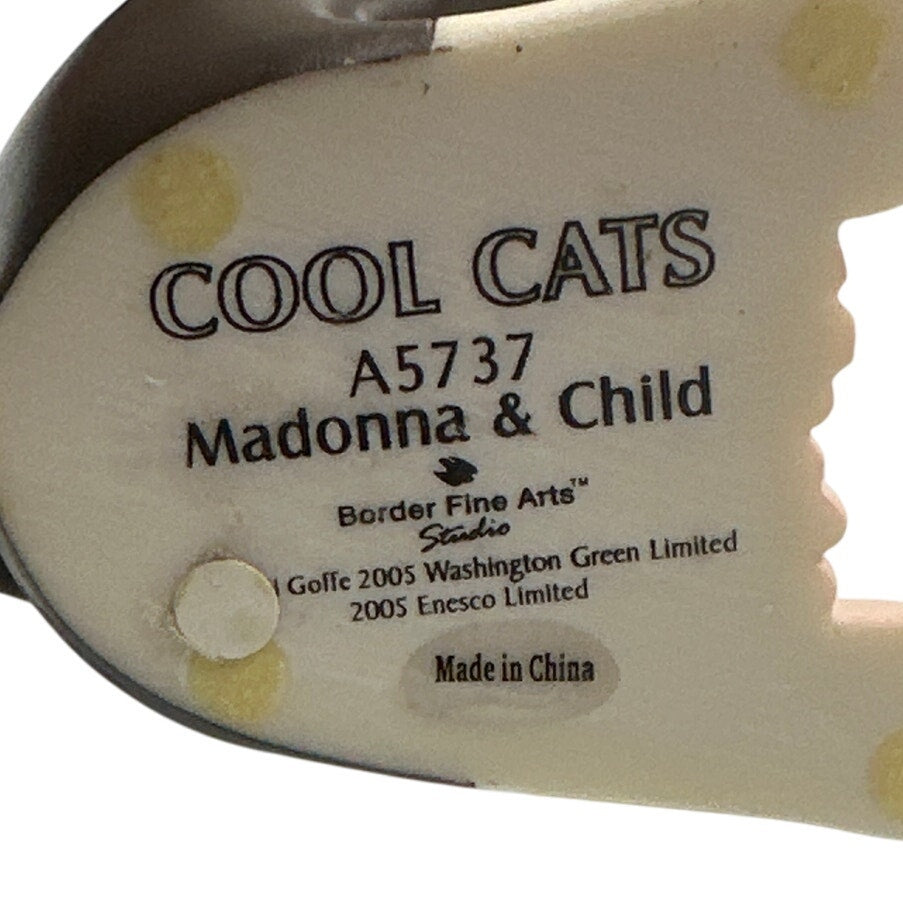 COOL CATS
A5737
Madonna & Child
Border Fine Arts™
Studio
Goffe 2005 Washington Green Limited
2005 Enesco Limited
Made in China